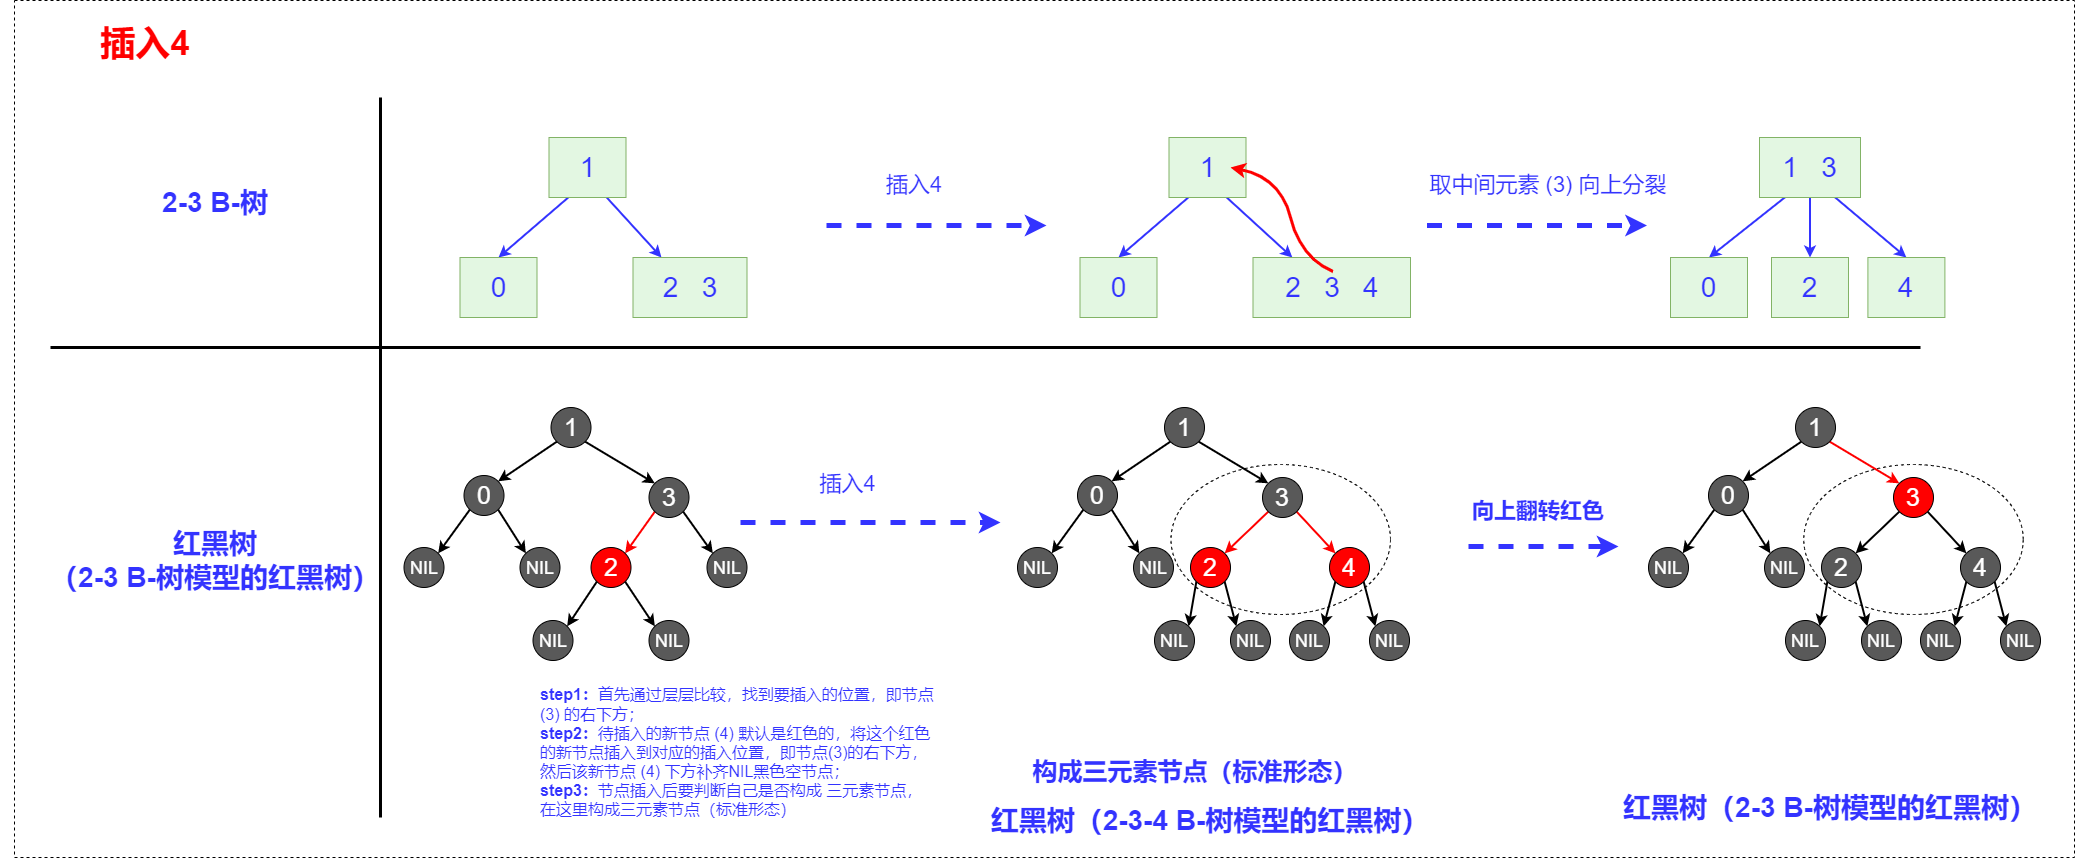 插入4
2-3 B-树
1
0
2 3
插入4
1
0
2 3 4
取中间元素 (3) 向上分裂
1 3
0
2
4
红黑树
（2-3 B-树模型的红黑树）
1
0
3
NIL
NIL
2
NIL
NIL
NIL
插入4
1
0
3
NIL
NIL
2
4
NIL
NIL
NIL
NIL
向上翻转红色
1
0
3
NIL
NIL
2
4
NIL
NIL
NIL
NIL
step1：首先通过层层比较，找到要插入的位置，即节点
(3) 的右下方；
step2：待插入的新节点 (4) 默认是红色的，将这个红色
的新节点插入到对应的插入位置，即节点(3)的右下方，
然后该新节点 (4) 下方补齐NIL黑色空节点；
step3：节点插入后要判断自己是否构成 三元素节点，
在这里构成三元素节点（标准形态）
构成三元素节点（标准形态）
红黑树（2-3-4 B-树模型的红黑树）
红黑树（2-3 B-树模型的红黑树）